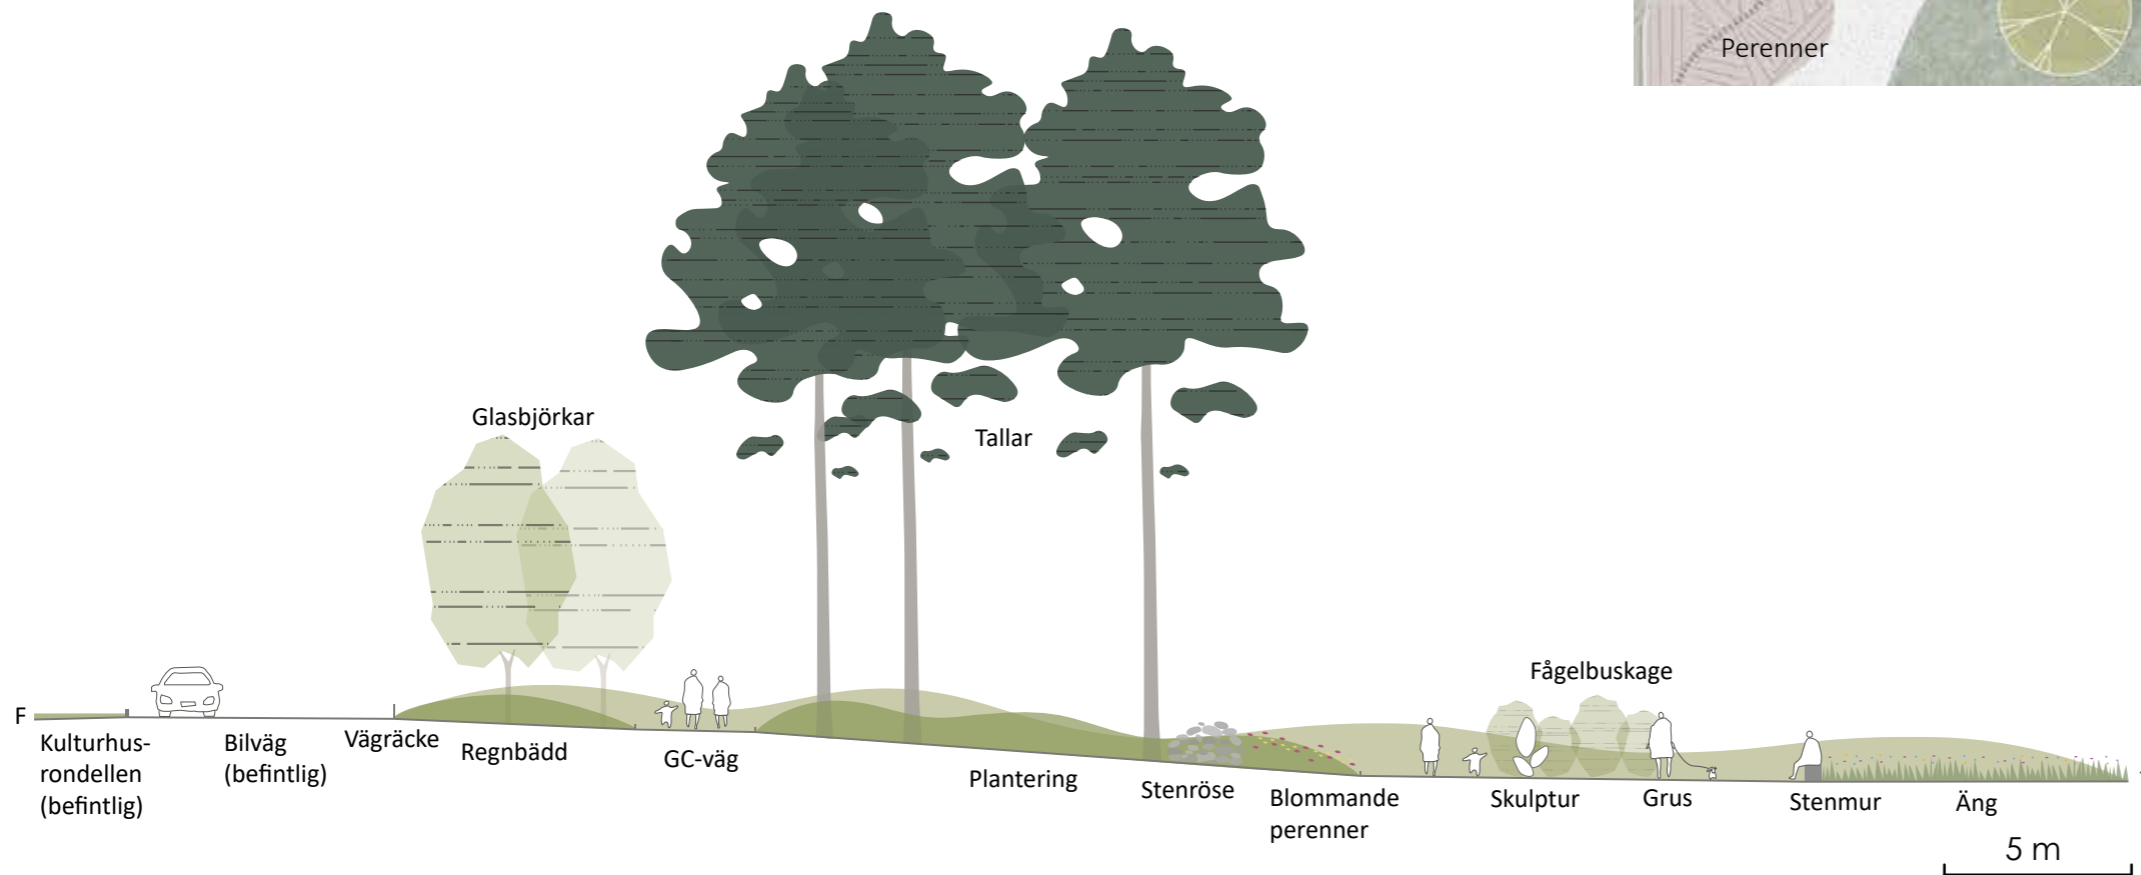 Perenner
Glasbjörkar
Tallar
Fågelbuskage
F
Kulturhus-
rondellen
(befintlig)
Bilväg
(befintlig)
Vägräcke
Regnbädd
GC-väg
Plantering
Stenröse
Blommande
perenner
Skulptur
Grus
Stenmur
Äng
5 m